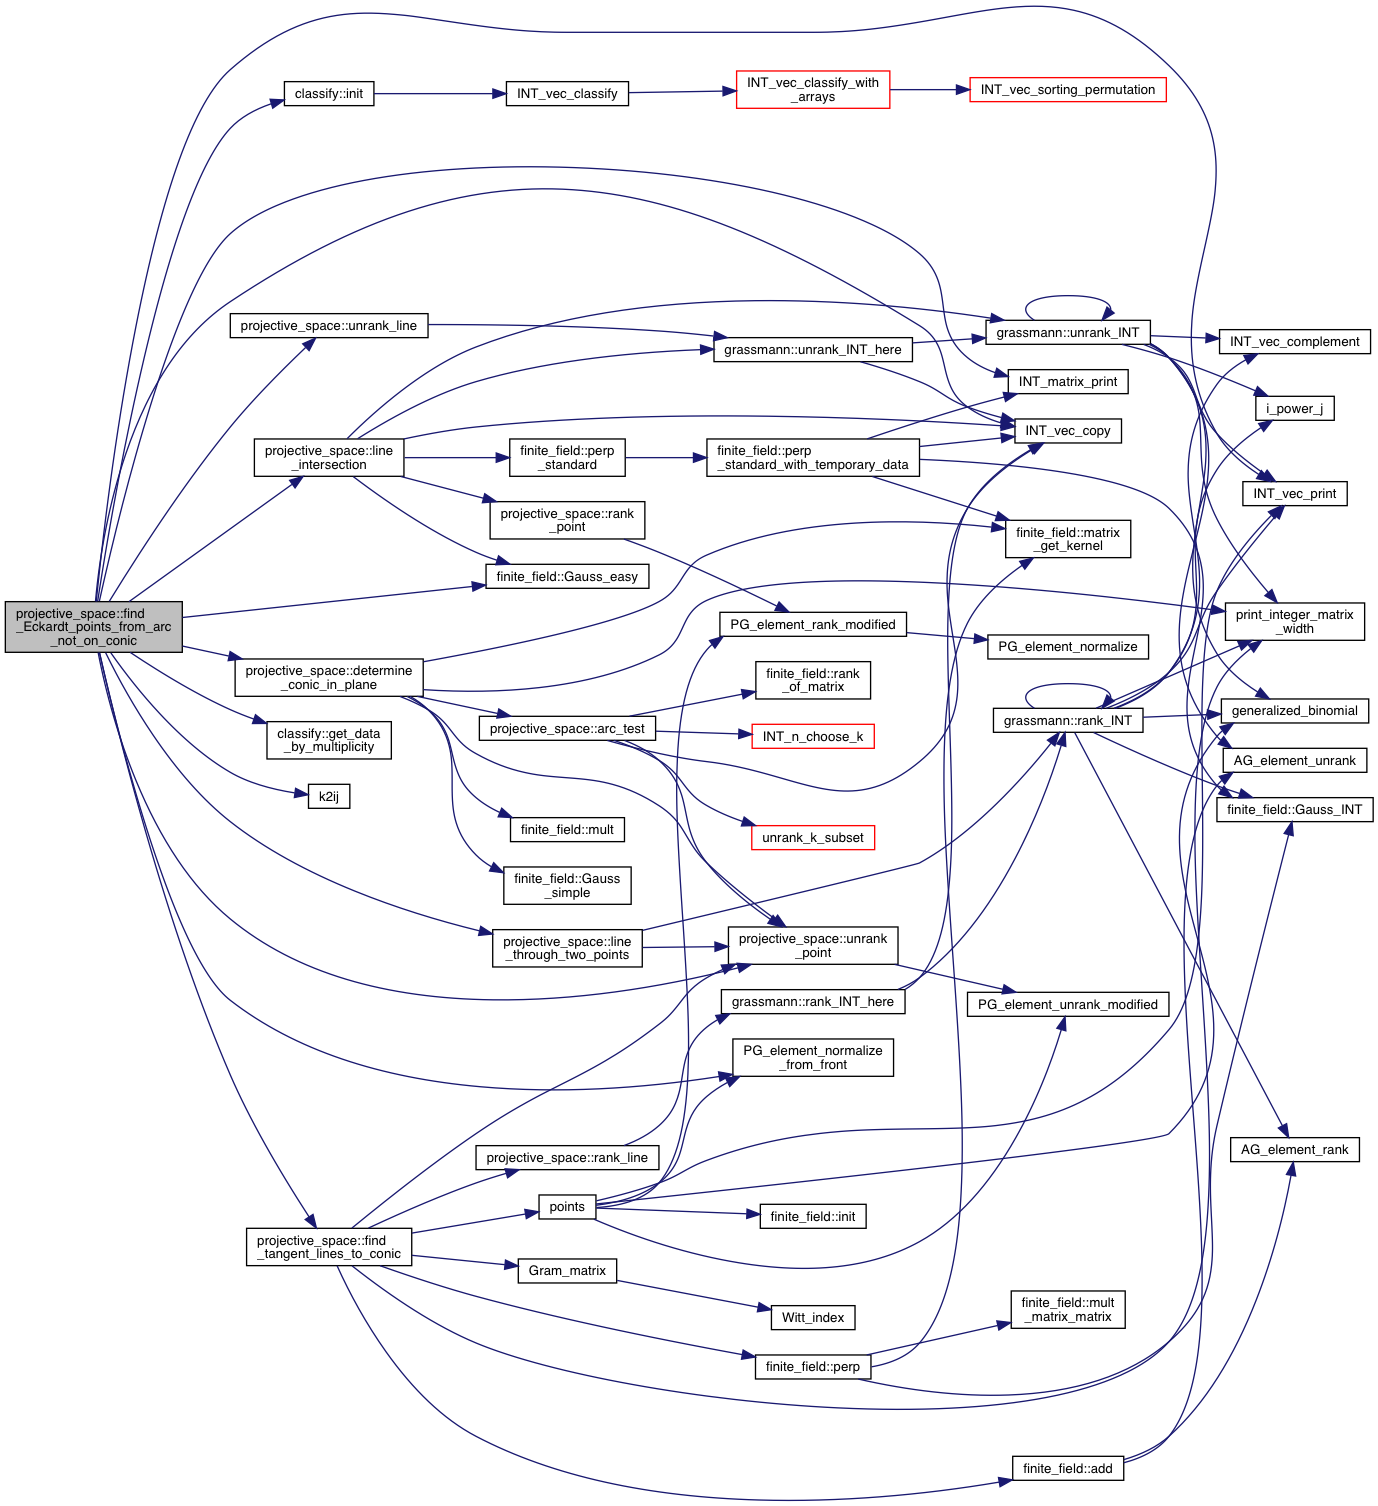 classify::init
INT_vec_classify
INT_vec_classify_with
_arrays
INT_vec_sorting_permutation
projective_space::unrank_line
grassmann::unrank_INT_here
grassmann::unrank_INT
INT_vec_complement
INT_matrix_print
i_power_j
projective_space::line
_intersection
finite_field::perp
_standard
finite_field::perp
_standard_with_temporary_data
INT_vec_copy
INT_vec_print
projective_space::rank
_point
finite_field::matrix
_get_kernel
finite_field::Gauss_easy
projective_space::find
_Eckardt_points_from_arc
_not_on_conic
PG_element_rank_modified
PG_element_normalize
print_integer_matrix
_width
projective_space::determine
_conic_in_plane
finite_field::rank
_of_matrix
projective_space::arc_test
INT_n_choose_k
grassmann::rank_INT
generalized_binomial
classify::get_data
_by_multiplicity
AG_element_unrank
k2ij
finite_field::mult
unrank_k_subset
finite_field::Gauss_INT
finite_field::Gauss
_simple
projective_space::line
_through_two_points
projective_space::unrank
_point
grassmann::rank_INT_here
PG_element_unrank_modified
PG_element_normalize
_from_front
projective_space::rank_line
AG_element_rank
points
finite_field::init
projective_space::find
_tangent_lines_to_conic
Gram_matrix
Witt_index
finite_field::mult
_matrix_matrix
finite_field::perp
finite_field::add